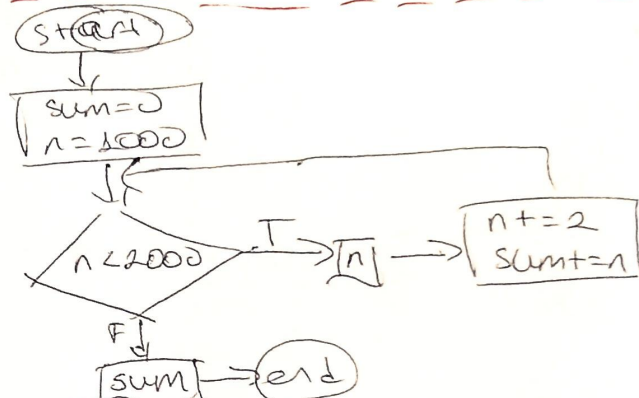 start
sum=0
n=1000
n<2000
T
n
n+=2
sum+=n
F
sum
end